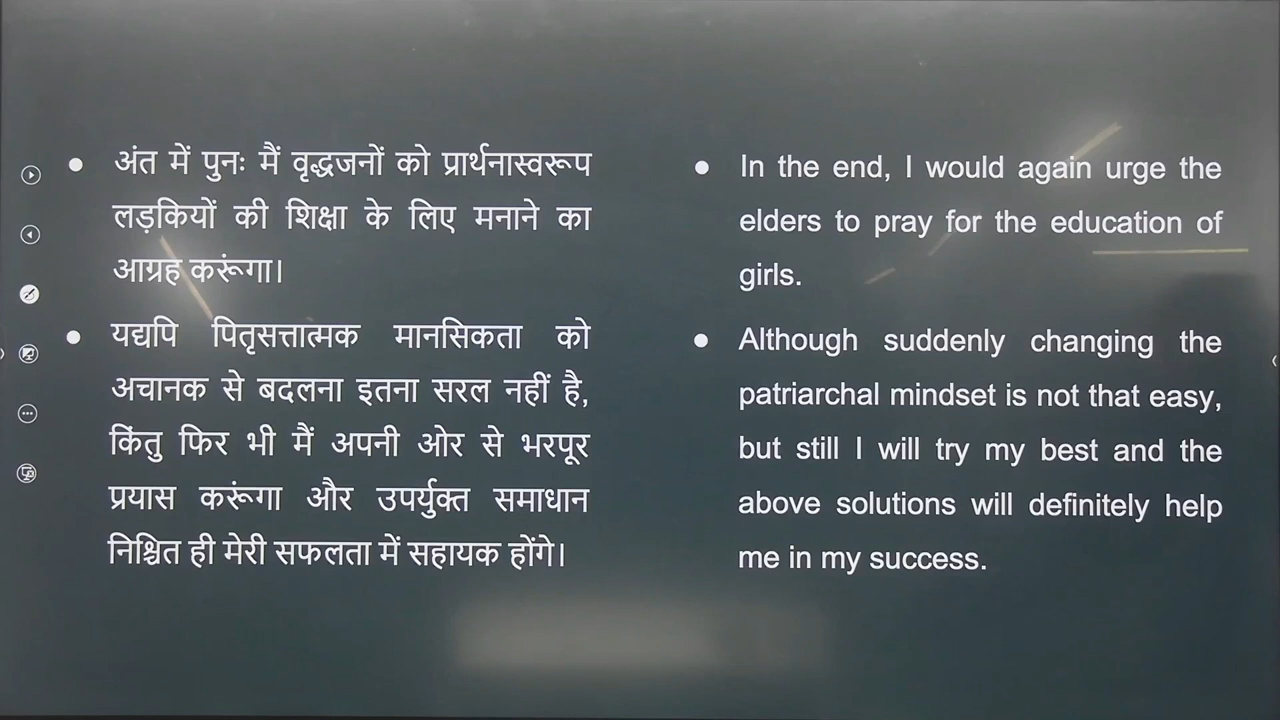 अंत में पुनः मैं वृद्धजनों को प्रार्थनास्वरूप
लड़कियों की शिक्षा के लिए मनाने का
आग्रह करूंगा।
यद्यपि पितृसत्तात्मक मानसिकता को
अचानक से बदलना इतना सरल नहीं है,
किंतु फिर भी मैं अपनी ओर से भरपूर
प्रयास करूंगा और उपर्युक्त समाधान
निश्चित ही मेरी सफलता में सहायक होंगे।
In the end, I would again urge the
elders to pray for the education of
girls.
Although suddenly changing the
patriarchal mindset is not that easy,
but still I will try my best and the
above solutions will definitely help
me in my success.